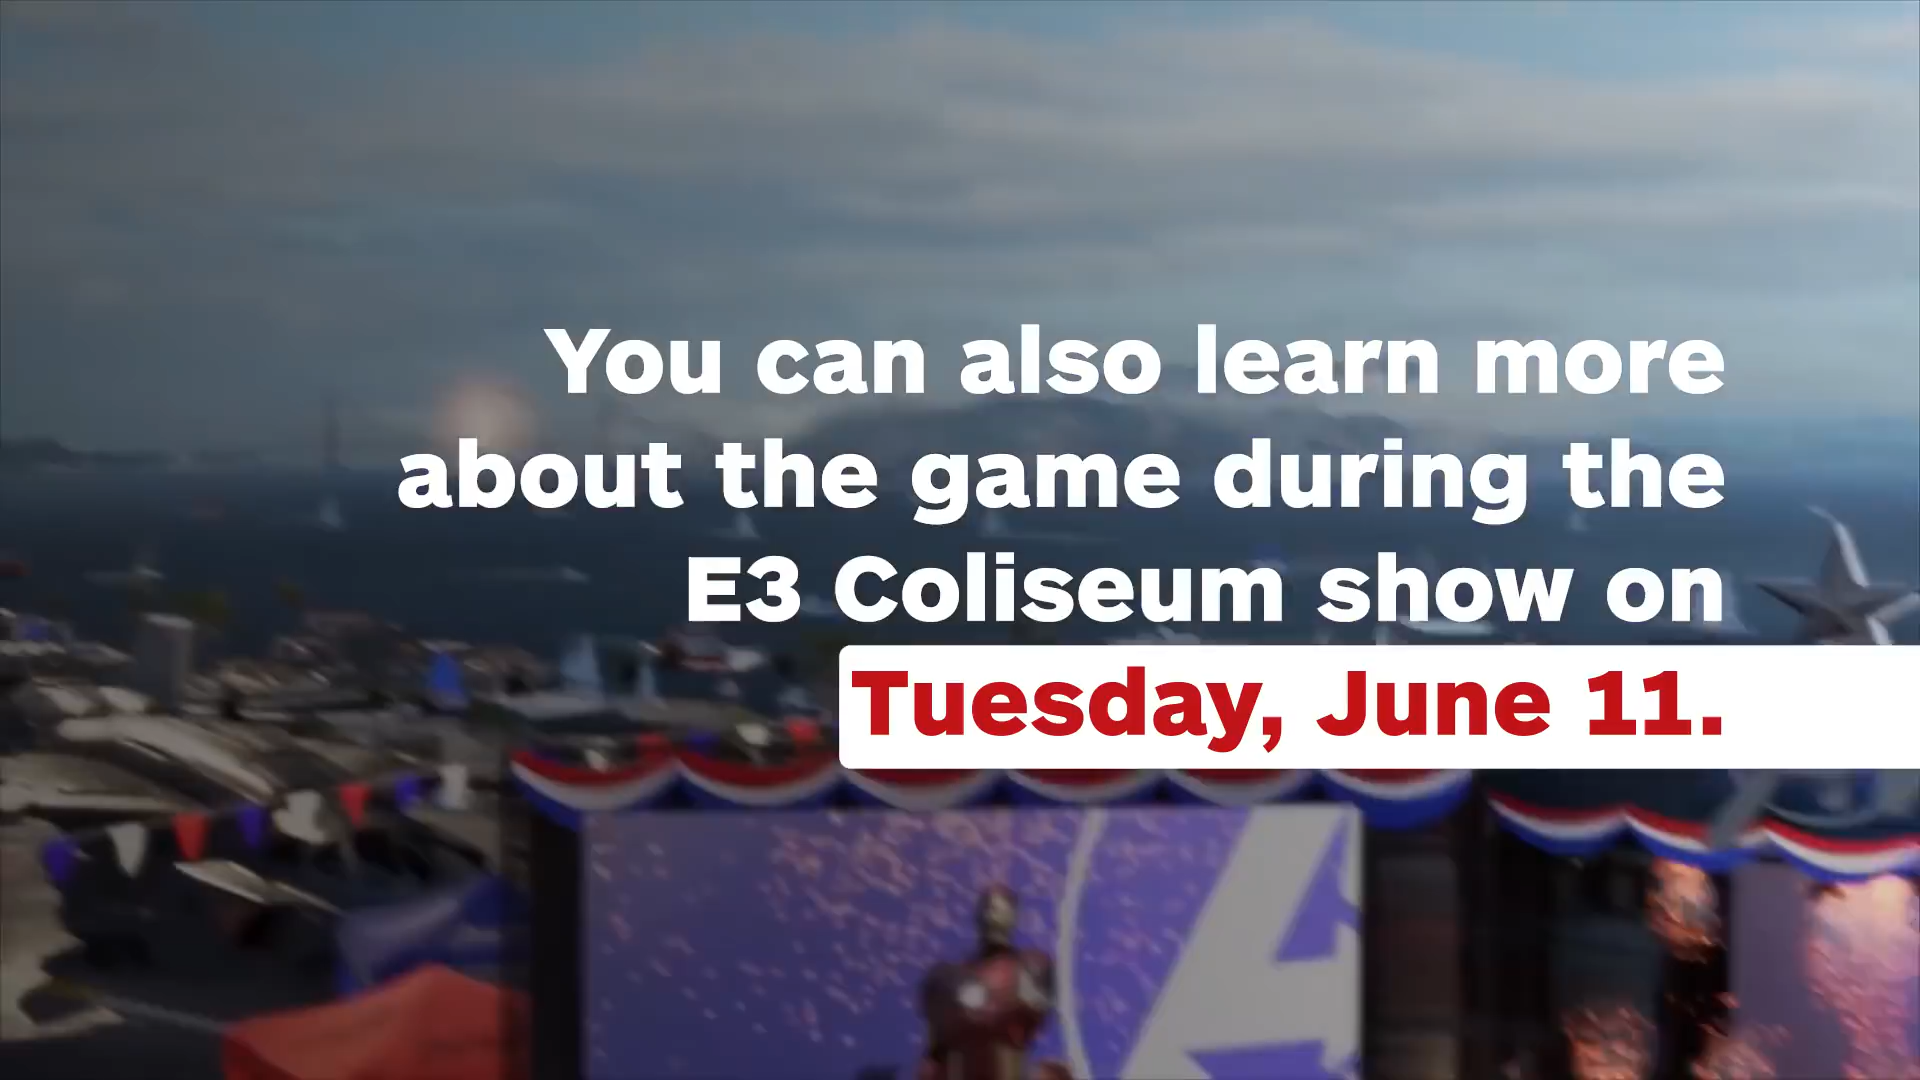 You can also learn more
about the game during the
E3 Coliseum show on
Tuesday, June 11.